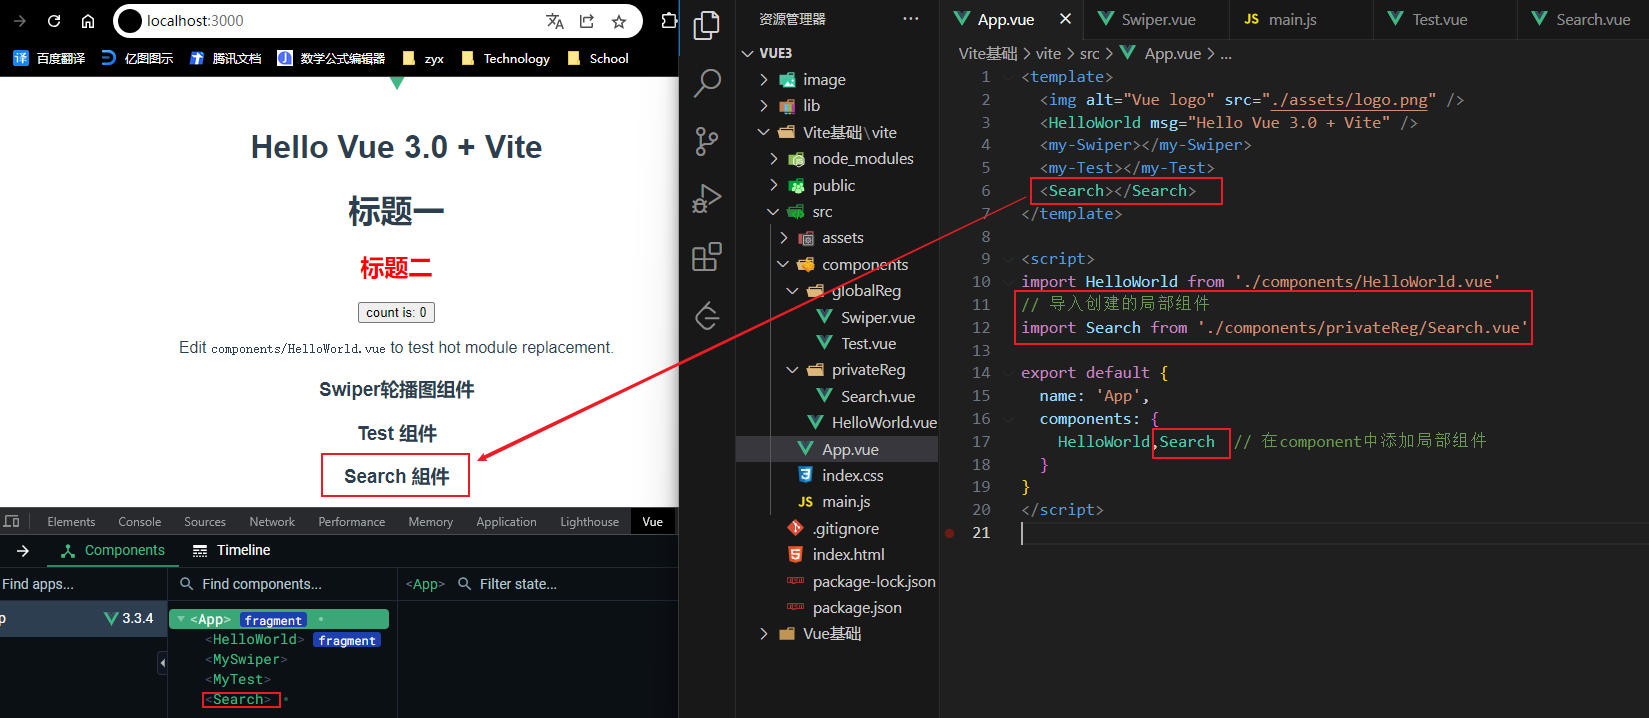 localhost:3000
百度翻译 亿图图示 腾讯文档 数学公式编辑器 zyx Technology School
Hello Vue 3.0 + Vite
标题一
标题二
count is: 0
Edit components/HelloWorld.vue to test hot module replacement.
Swiper轮播图组件
Test 组件
Search 組件
Elements Console Sources Network Performance Memory Application Lighthouse Vue
Components Timeline
Find apps... Find components... <App> Filter state...
p 3.3.4
<App> fragment
<HelloWorld> fragment
<MySwiper>
<MyTest>
<Search>
资源管理器 ···
VUE3
image
lib
Vite基础\vite
node_modules
public
src
assets
components
globalReg
Swiper.vue
Test.vue
privateReg
Search.vue
HelloWorld.vue
App.vue
index.css
main.js
.gitignore
index.html
package-lock.json
package.json
Vue基础
App.vue Swiper.vue JS main.js Test.vue Search.vue
Vite基础 > vite > src > App.vue > ...
1 <template>
2 <img alt="Vue logo" src="./assets/logo.png" />
3 <HelloWorld msg="Hello Vue 3.0 + Vite" />
4 <my-Swiper></my-Swiper>
5 <my-Test></my-Test>
6 <Search></Search>
7 </template>
8
9 <script>
10 import HelloWorld from './components/HelloWorld.vue'
11 // 导入创建的局部组件
12 import Search from './components/privateReg/Search.vue'
13
14 export default {
15 name: 'App',
16 components: {
17 HelloWorld,Search // 在component中添加局部组件
18 }
19 }
20 </script>
21